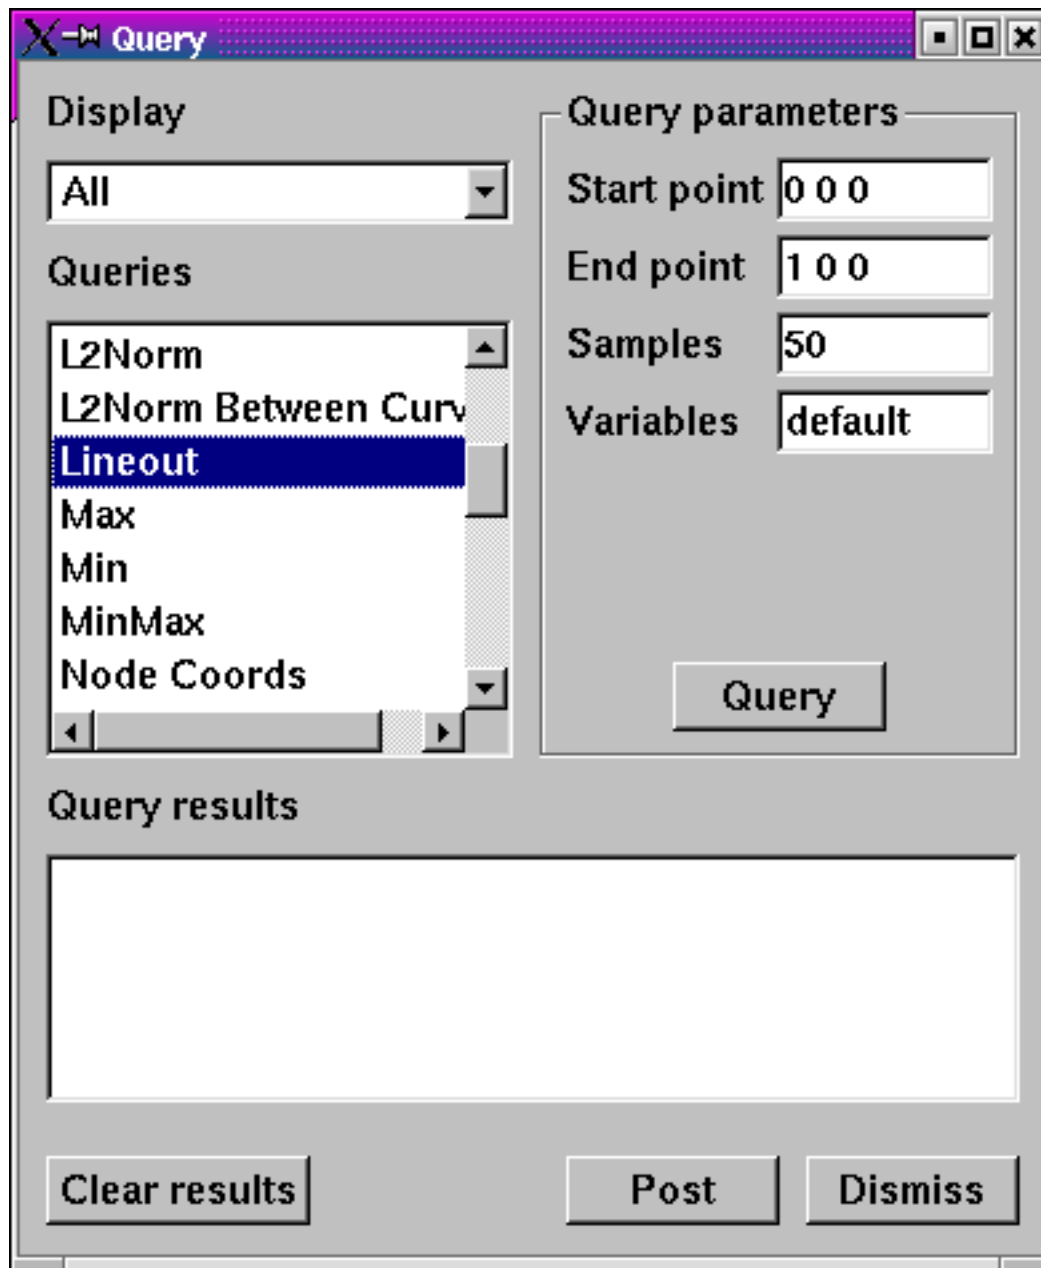 Query
Display
All
Queries
L2Norm
L2Norm Between Curv
Lineout
Max
Min
MinMax
Node Coords
Query parameters
Start point 0 0 0
End point 1 0 0
Samples 50
Variables default
Query
Query results
Clear results Post Dismiss